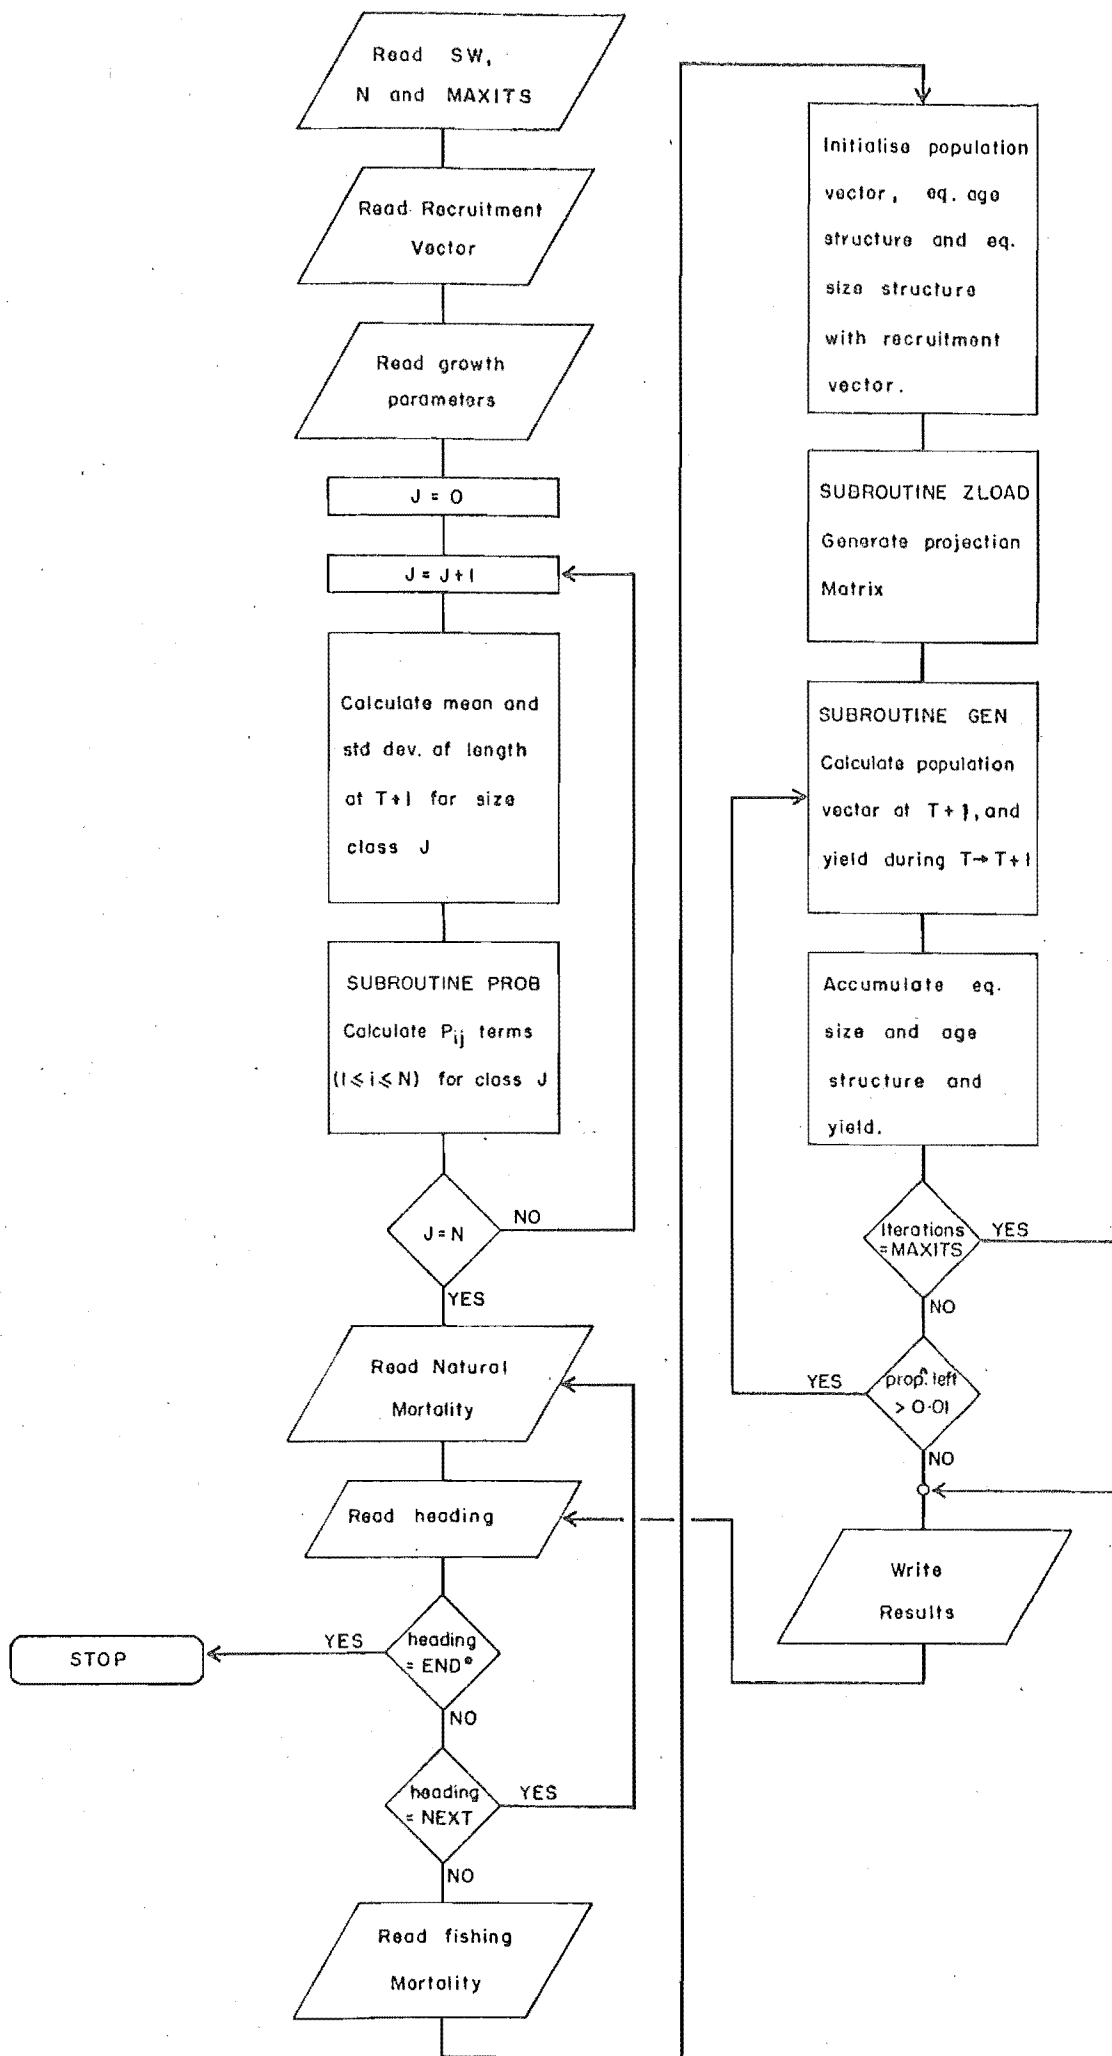 Read SW,
N and MAXITS
Read Recruitment
Vector
Read growth
parameters
J = 0
J = J+1
Calculate mean and
std dev. of length
at T+1 for size
class J
SUBROUTINE PROB
Calculate Pij terms
(1≤i≤N) for class J
J=N
NO
YES
Read Natural
Mortality
Read heading
heading
= END
YES
STOP
NO
heading
= NEXT
YES
NO
Read fishing
Mortality
Initialise population
vector, eq. age
structure and eq.
size structure
with recruitment
vector.
SUBROUTINE ZLOAD
Generate projection
Matrix
SUBROUTINE GEN
Calculate population
vector at T+1, and
yield during T→T+1
Accumulate eq.
size and age
structure and
yield.
Iterations
=MAXITS
YES
NO
propⁿ. left
> 0·01
YES
NO
Write
Results